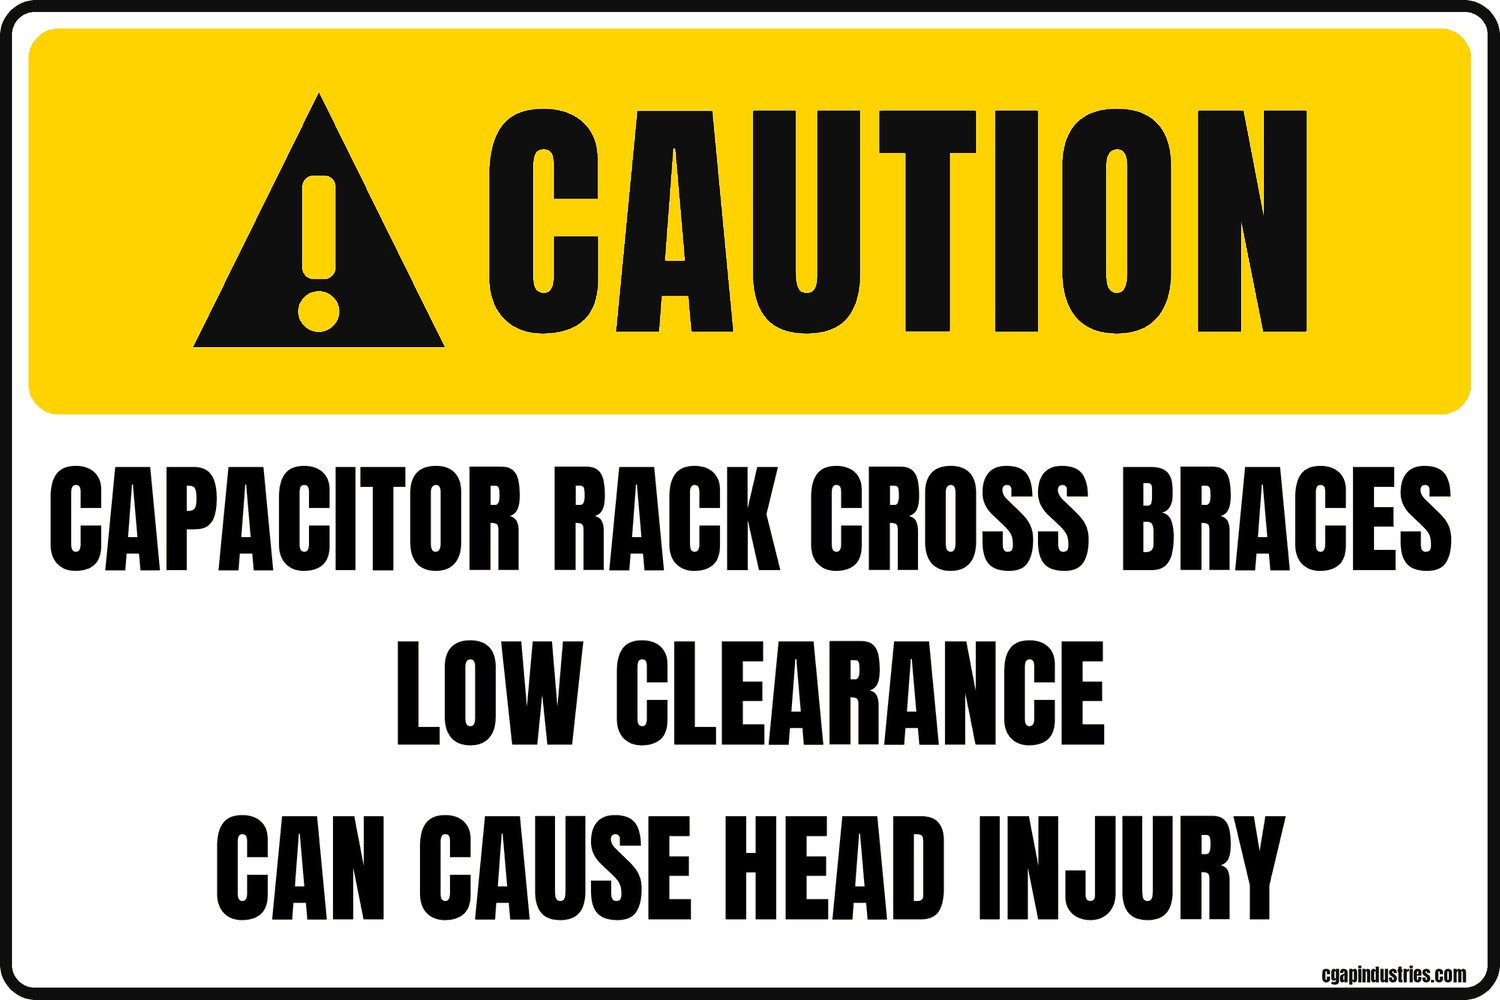 CAUTION
CAPACITOR RACK CROSS BRACES
LOW CLEARANCE
CAN CAUSE HEAD INJURY
cgapindustries.com